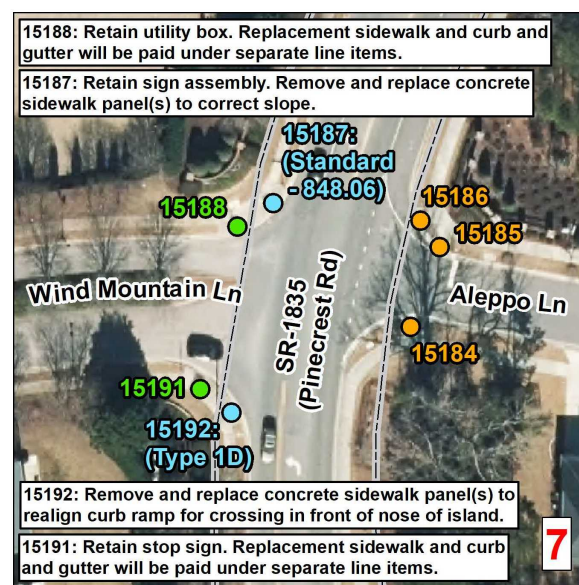 15188: Retain utility box. Replacement sidewalk and curb and
gutter will be paid under separate line items.
15187: Retain sign assembly. Remove and replace concrete
sidewalk panel(s) to correct slope.
15187:
(Standard
- 848.06)
15188
15186
15185
Wind Mountain Ln
SR-1835
(Pinecrest Rd)
Aleppo Ln
15184
15191
15192:
(Type 1D)
15192: Remove and replace concrete sidewalk panel(s) to
realign curb ramp for crossing in front of nose of island.
15191: Retain stop sign. Replacement sidewalk and curb
and gutter will be paid under separate line items.
7